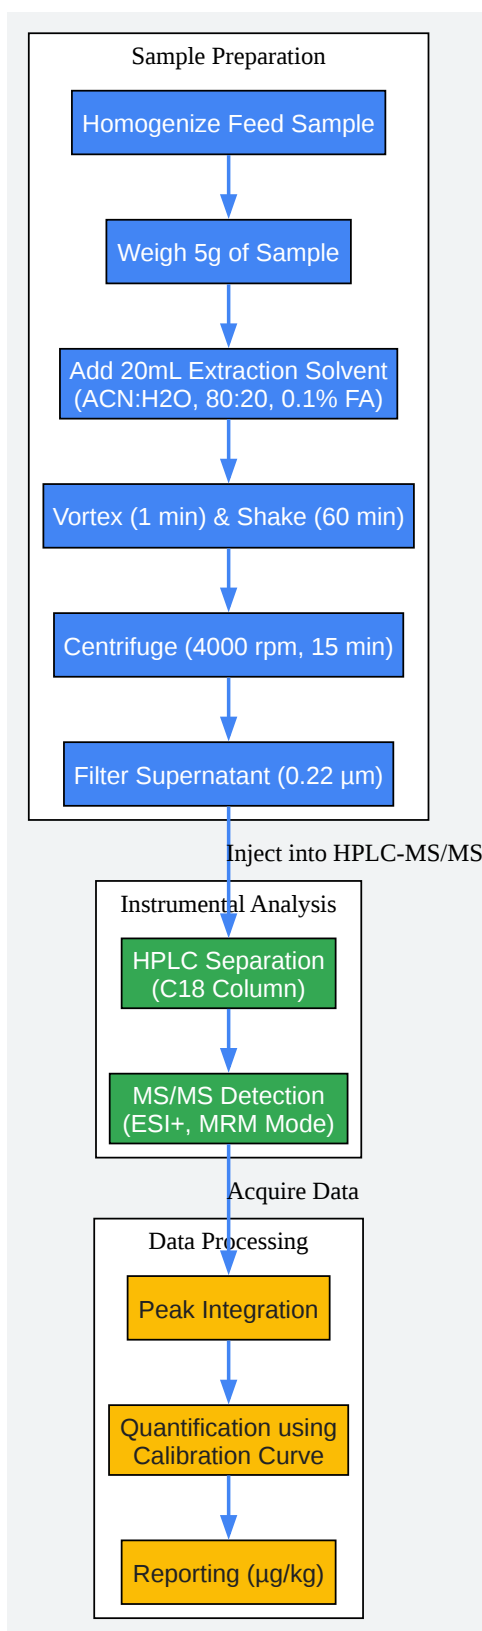 Sample Preparation
Homogenize Feed Sample
Weigh 5g of Sample
Add 20mL Extraction Solvent
(ACN:H2O, 80:20, 0.1% FA)
Vortex (1 min) & Shake (60 min)
Centrifuge (4000 rpm, 15 min)
Filter Supernatant (0.22 µm)
Inject into HPLC-MS/MS
Instrumental Analysis
HPLC Separation
(C18 Column)
MS/MS Detection
(ESI+, MRM Mode)
Acquire Data
Data Processing
Peak Integration
Quantification using
Calibration Curve
Reporting (µg/kg)